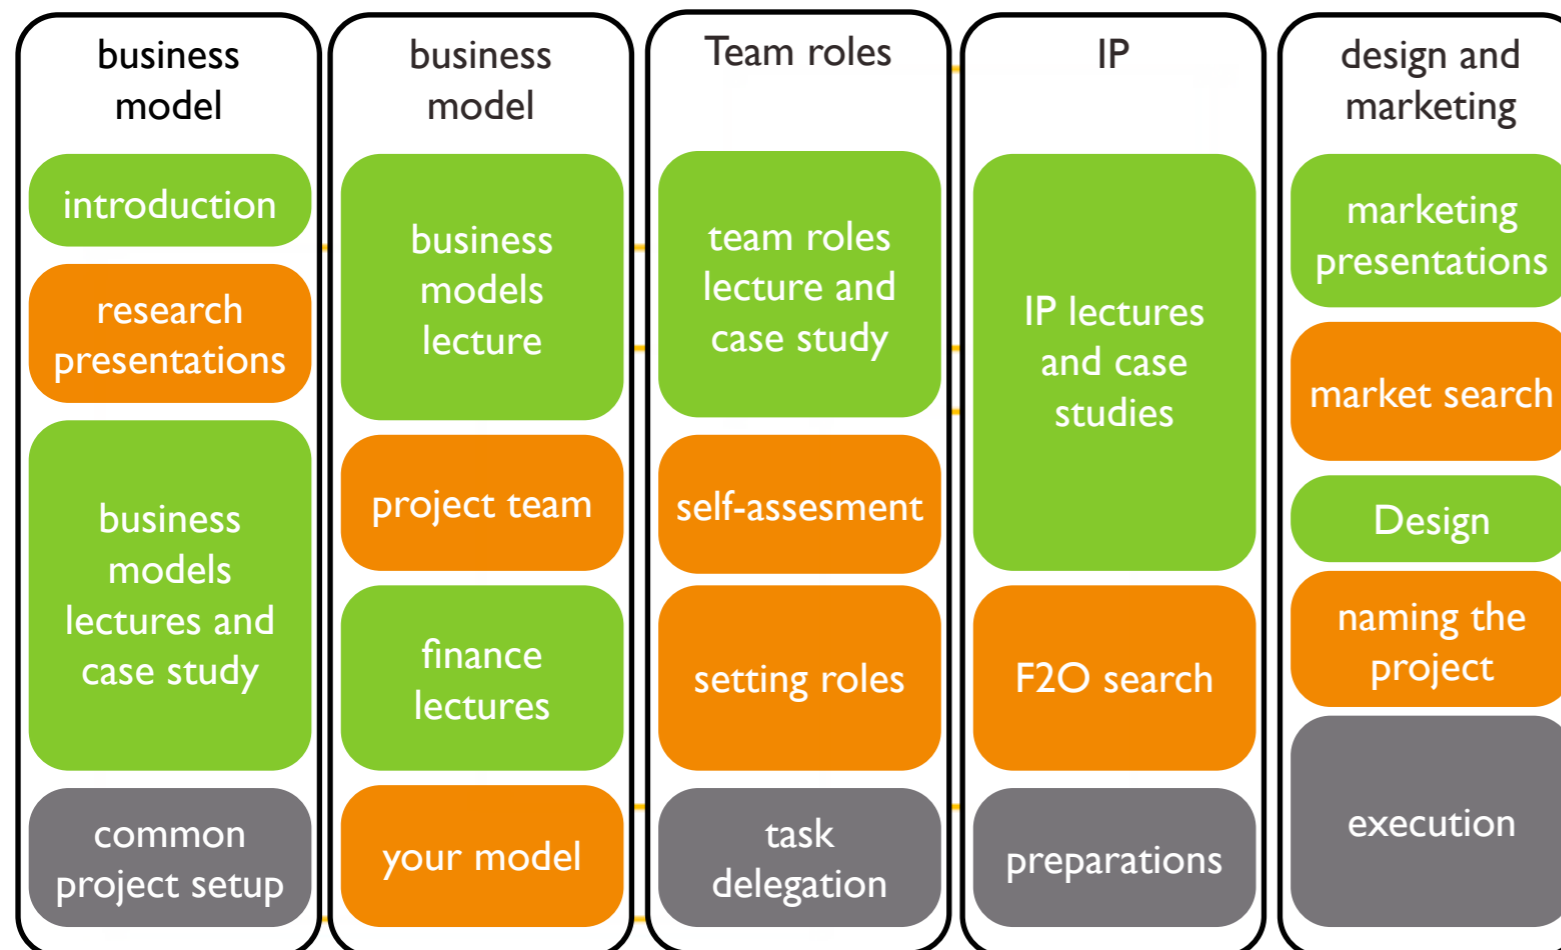 business
model
introduction
research
presentations
business
models
lectures and
case study
common
project setup
business
model
business
models
lecture
project team
finance
lectures
your model
Team roles
team roles
lecture and
case study
self-assesment
setting roles
task
delegation
IP
IP lectures
and case
studies
F2O search
preparations
design and
marketing
marketing
presentations
market search
Design
naming the
project
execution